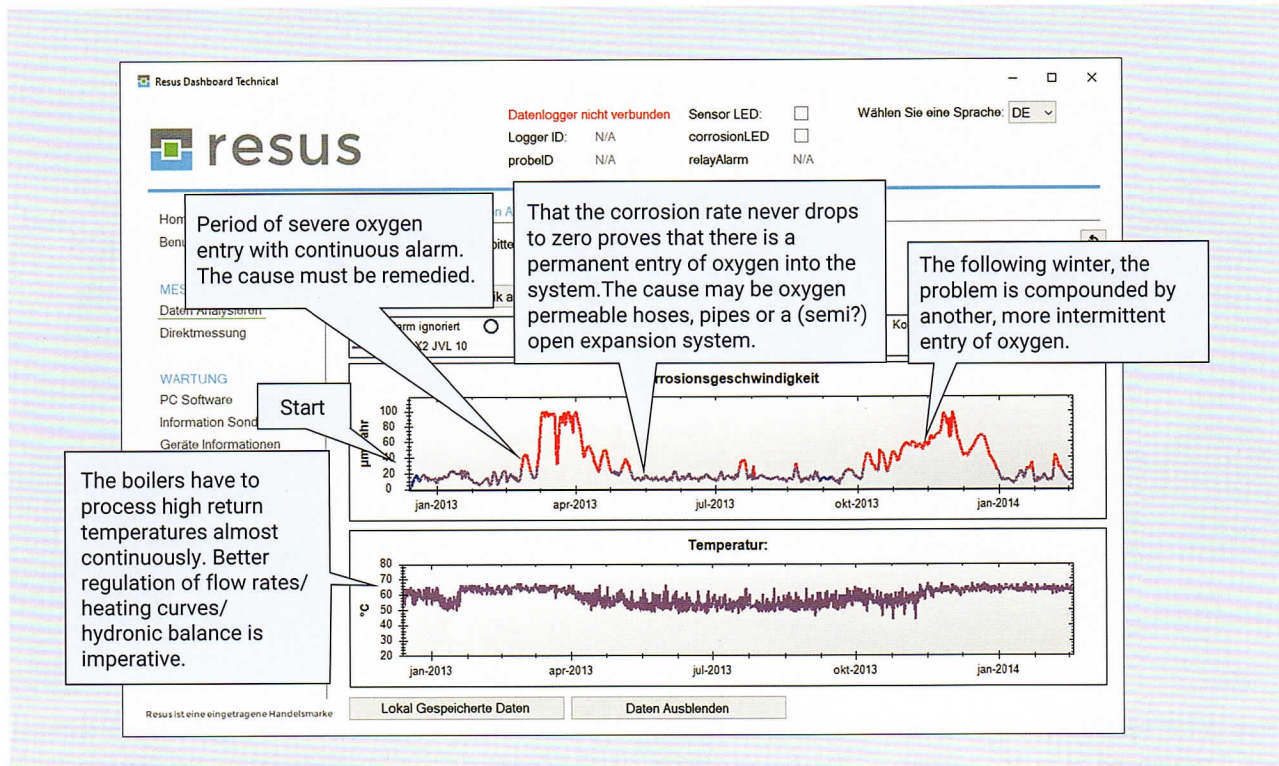 Resus Dashboard Technical
Datenlogger nicht verbunden
Sensor LED:
Wählen Sie eine Sprache: DE
Logger ID: N/A
corrosionLED
probeID N/A
relayAlarm N/A
resus
Period of severe oxygen
entry with continuous alarm.
The cause must be remedied.
That the corrosion rate never drops
to zero proves that there is a
permanent entry of oxygen into the
system.The cause may be oxygen
permeable hoses, pipes or a (semi?)
open expansion system.
The following winter, the
problem is compounded by
another, more intermittent
entry of oxygen.
Daten Analysieren
Direktmessung
ignoriert
X2 JVL 10
WARTUNG
PC Software
Information
Geräte Informationen
Start
The boilers have to
process high return
temperatures almost
continuously. Better
regulation of flow rates/
heating curves/
hydronic balance is
imperative.
100
80
60
40
20
0
jan-2013 apr-2013 jul-2013 okt-2013 jan-2014
Temperatur:
°C
80
70
60
50
40
30
20
jan-2013 apr-2013 jul-2013 okt-2013 jan-2014
Lokal Gespeicherte Daten
Daten Ausblenden
Resus ist eine eingetragene Handelsmarke